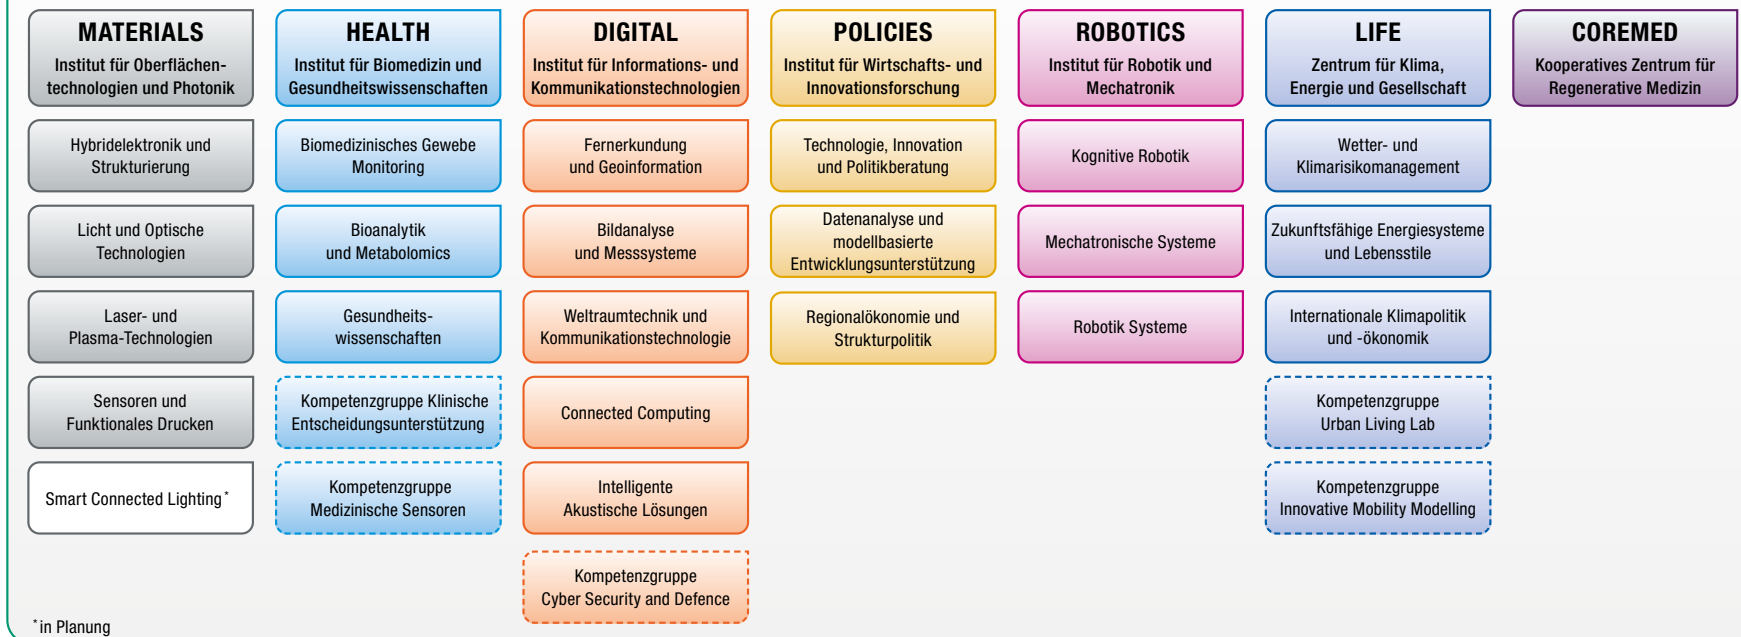 MATERIALS
Institut für Oberflächen-
technologien und Photonik
Hybridelektronik und
Strukturierung
Licht und Optische
Technologien
Laser- und
Plasma-Technologien
Sensoren und
Funktionales Drucken
Smart Connected Lighting*
HEALTH
Institut für Biomedizin und
Gesundheitswissenschaften
Biomedizinisches Gewebe
Monitoring
Bioanalytik
und Metabolomics
Gesundheits-
wissenschaften
Kompetenzgruppe Klinische
Entscheidungsunterstützung
Kompetenzgruppe
Medizinische Sensoren
DIGITAL
Institut für Informations- und
Kommunikationstechnologien
Fernerkundung
und Geoinformation
Bildanalyse
und Messsysteme
Weltraumtechnik und
Kommunikationstechnologie
Connected Computing
Intelligente
Akustische Lösungen
Kompetenzgruppe
Cyber Security and Defence
POLICIES
Institut für Wirtschafts- und
Innovationsforschung
Technologie, Innovation
und Politikberatung
Datenanalyse und
modellbasierte
Entwicklungsunterstützung
Regionalökonomie und
Strukturpolitik
ROBOTICS
Institut für Robotik und
Mechatronik
Kognitive Robotik
Mechatronische Systeme
Robotik Systeme
LIFE
Zentrum für Klima,
Energie und Gesellschaft
Wetter- und
Klimarisikomanagement
Zukunftsfähige Energiesysteme
und Lebensstile
Internationale Klimapolitik
und -ökonomik
Kompetenzgruppe
Urban Living Lab
Kompetenzgruppe
Innovative Mobility Modelling
COREMED
Kooperatives Zentrum für
Regenerative Medizin
*in Planung